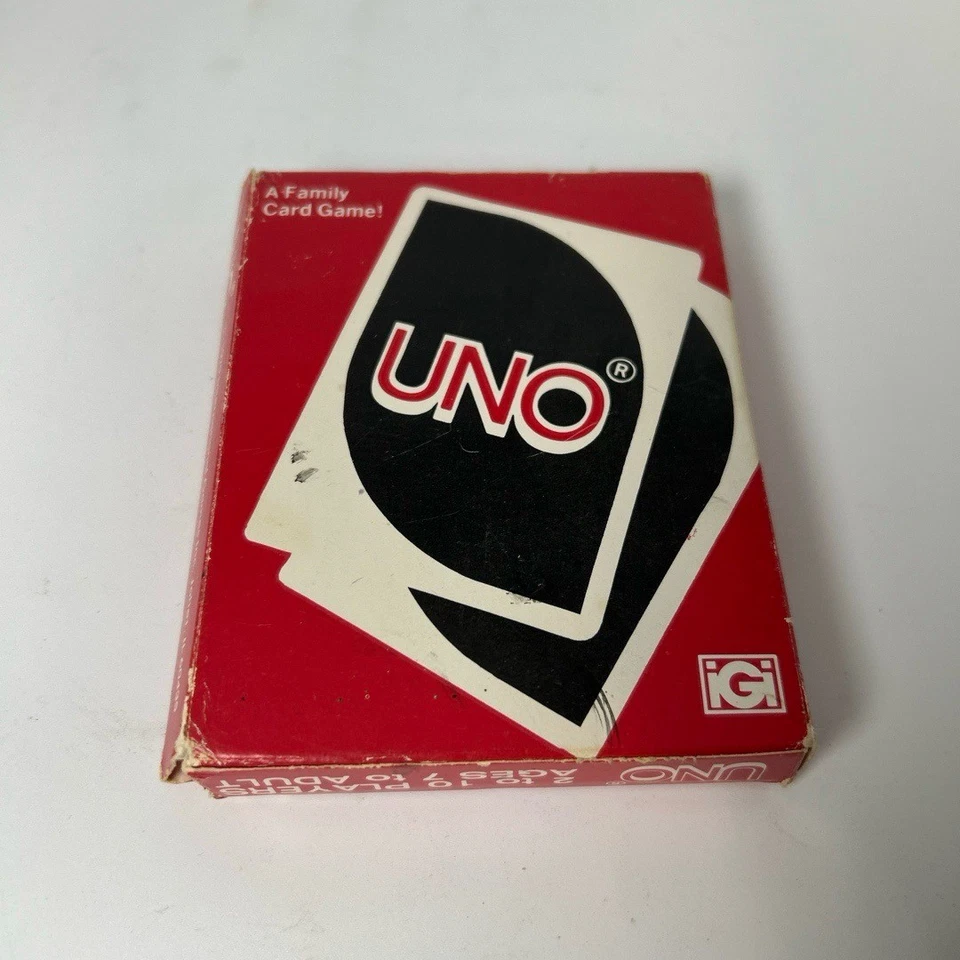 A Family
Card Game!
UNO®
iGi
UNO®
2 to 10 PLAYERS
AGES 7 to ADULT